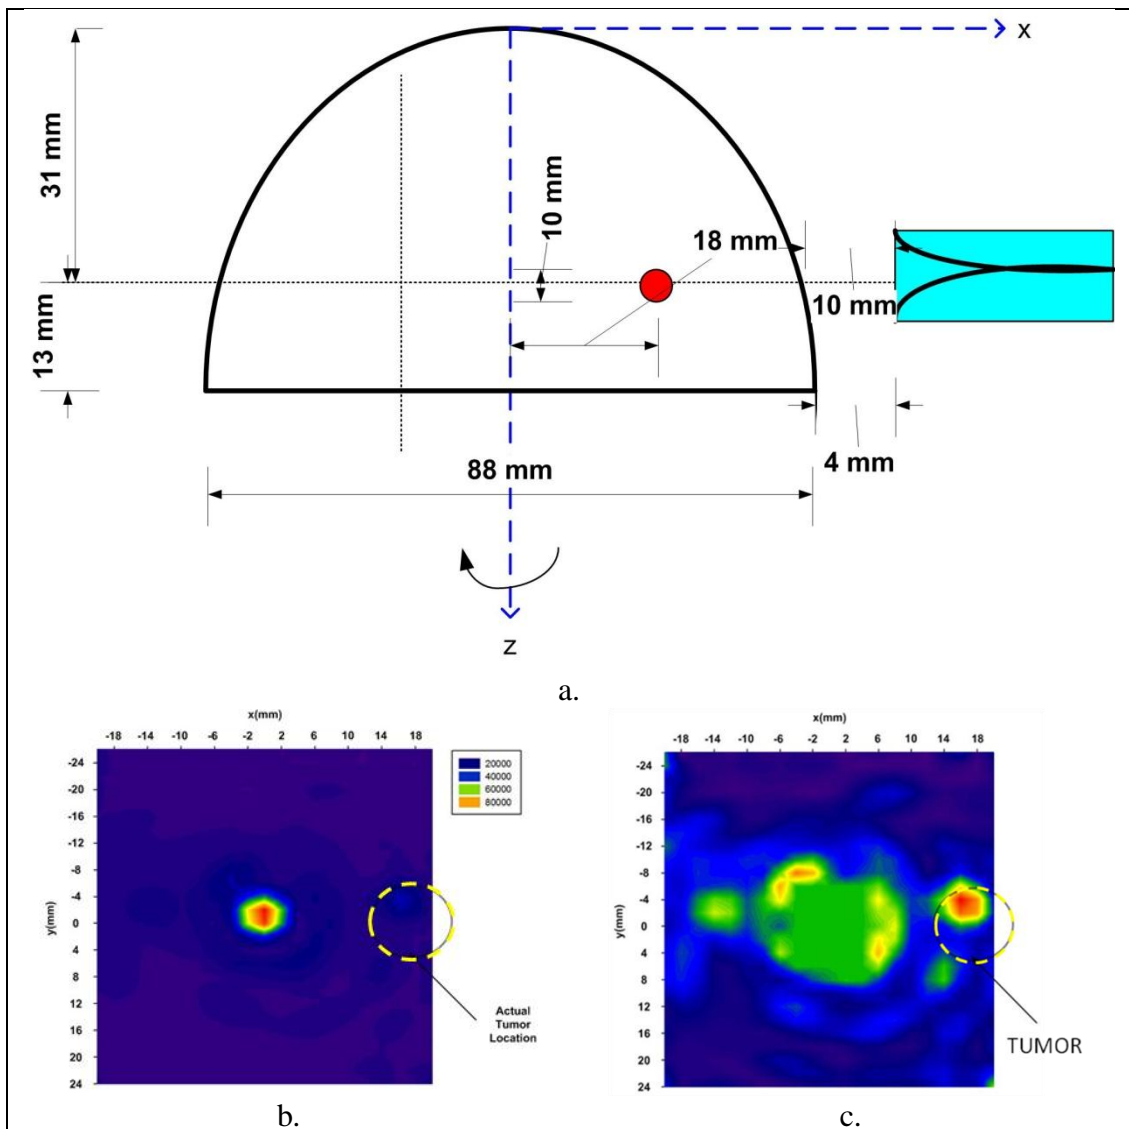 x
31 mm
10 mm
18 mm
10 mm
13 mm
4 mm
88 mm
z
a.
x(mm)
-18 -14 -10 -6 -2 2 6 10 14 18
-24
-20
-16
-12
-8
-4
0
4
8
12
16
20
24
y(mm)
20000
40000
60000
80000
Actual
Tumor
Location
b.
x(mm)
-18 -14 -10 -6 -2 2 6 10 14 18
-24
-20
-16
-12
-8
-4
0
4
8
12
16
20
24
y(mm)
TUMOR
c.